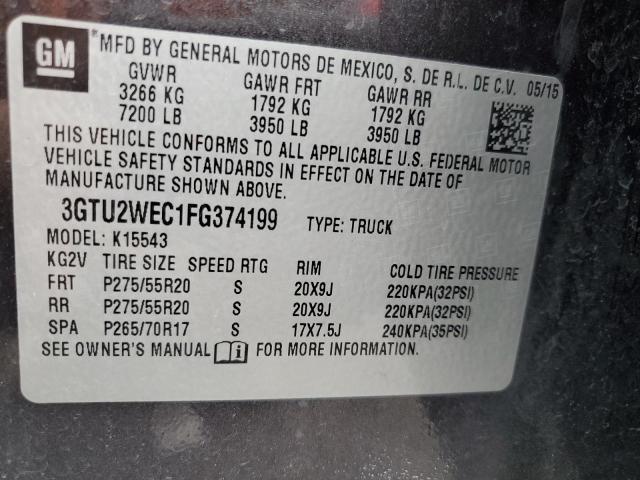 GM
MFD BY GENERAL MOTORS DE MEXICO, S. DE R.L. DE C.V. 05/15
GVWR GAWR FRT GAWR RR
3266 KG 1792 KG 1792 KG
7200 LB 3950 LB 3950 LB
THIS VEHICLE CONFORMS TO ALL APPLICABLE U.S. FEDERAL MOTOR
VEHICLE SAFETY STANDARDS IN EFFECT ON THE DATE OF
MANUFACTURE SHOWN ABOVE.
3GTU2WEC1FG374199 TYPE: TRUCK
MODEL: K15543
KG2V TIRE SIZE SPEED RTG RIM COLD TIRE PRESSURE
FRT P275/55R20 S 20X9J 220KPA(32PSI)
RR P275/55R20 S 20X9J 220KPA(32PSI)
SPA P265/70R17 S 17X7.5J 240KPA(35PSI)
SEE OWNER'S MANUAL i FOR MORE INFORMATION.